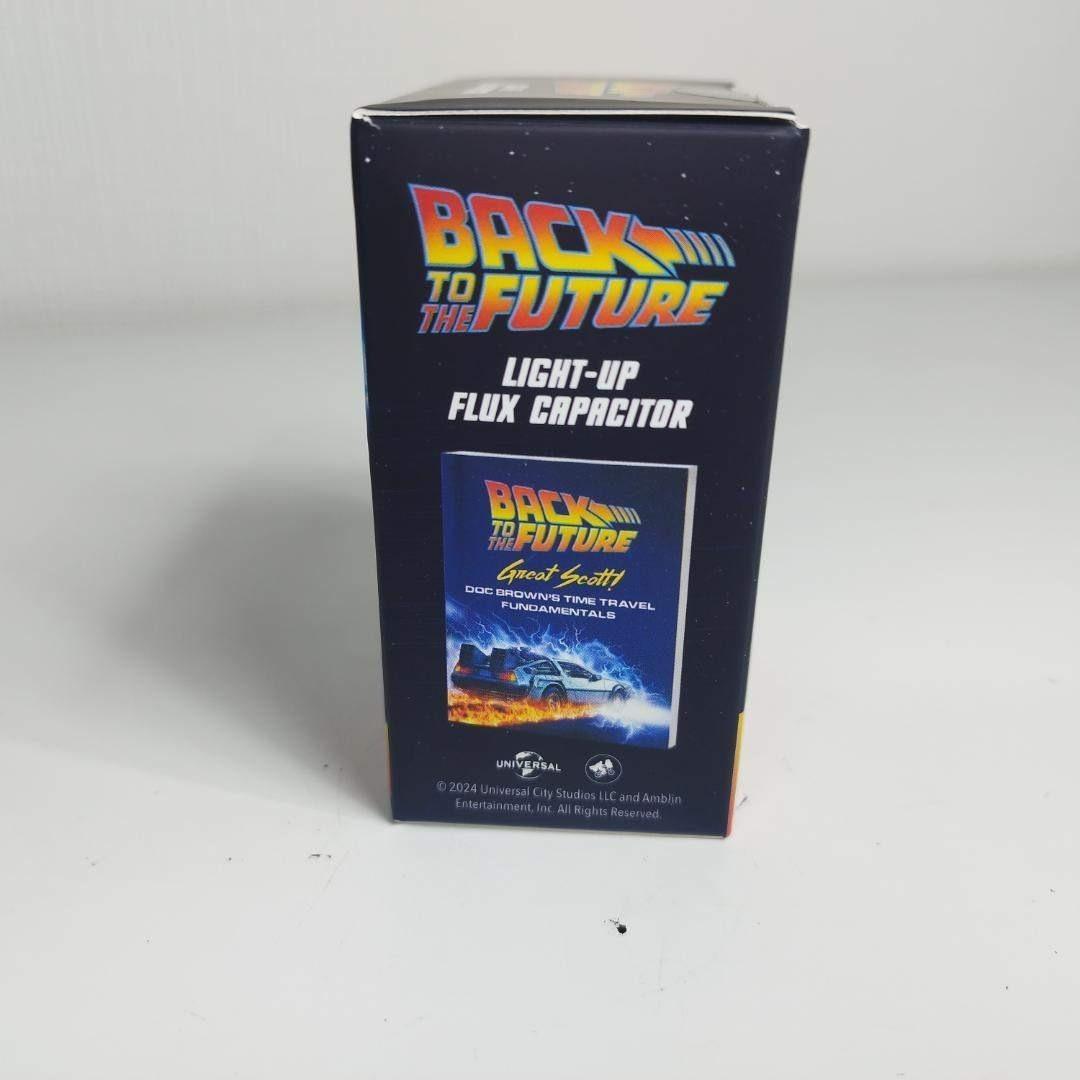 BACK
TO THE FUTURE
LIGHT-UP
FLUX CAPACITOR
BACK
TO THE FUTURE
Great Scott!
DOC BROWN'S TIME TRAVEL
FUNDAMENTALS
UNIVERSAL
© 2024 Universal City Studios LLC and Amblin
Entertainment, Inc. All Rights Reserved.